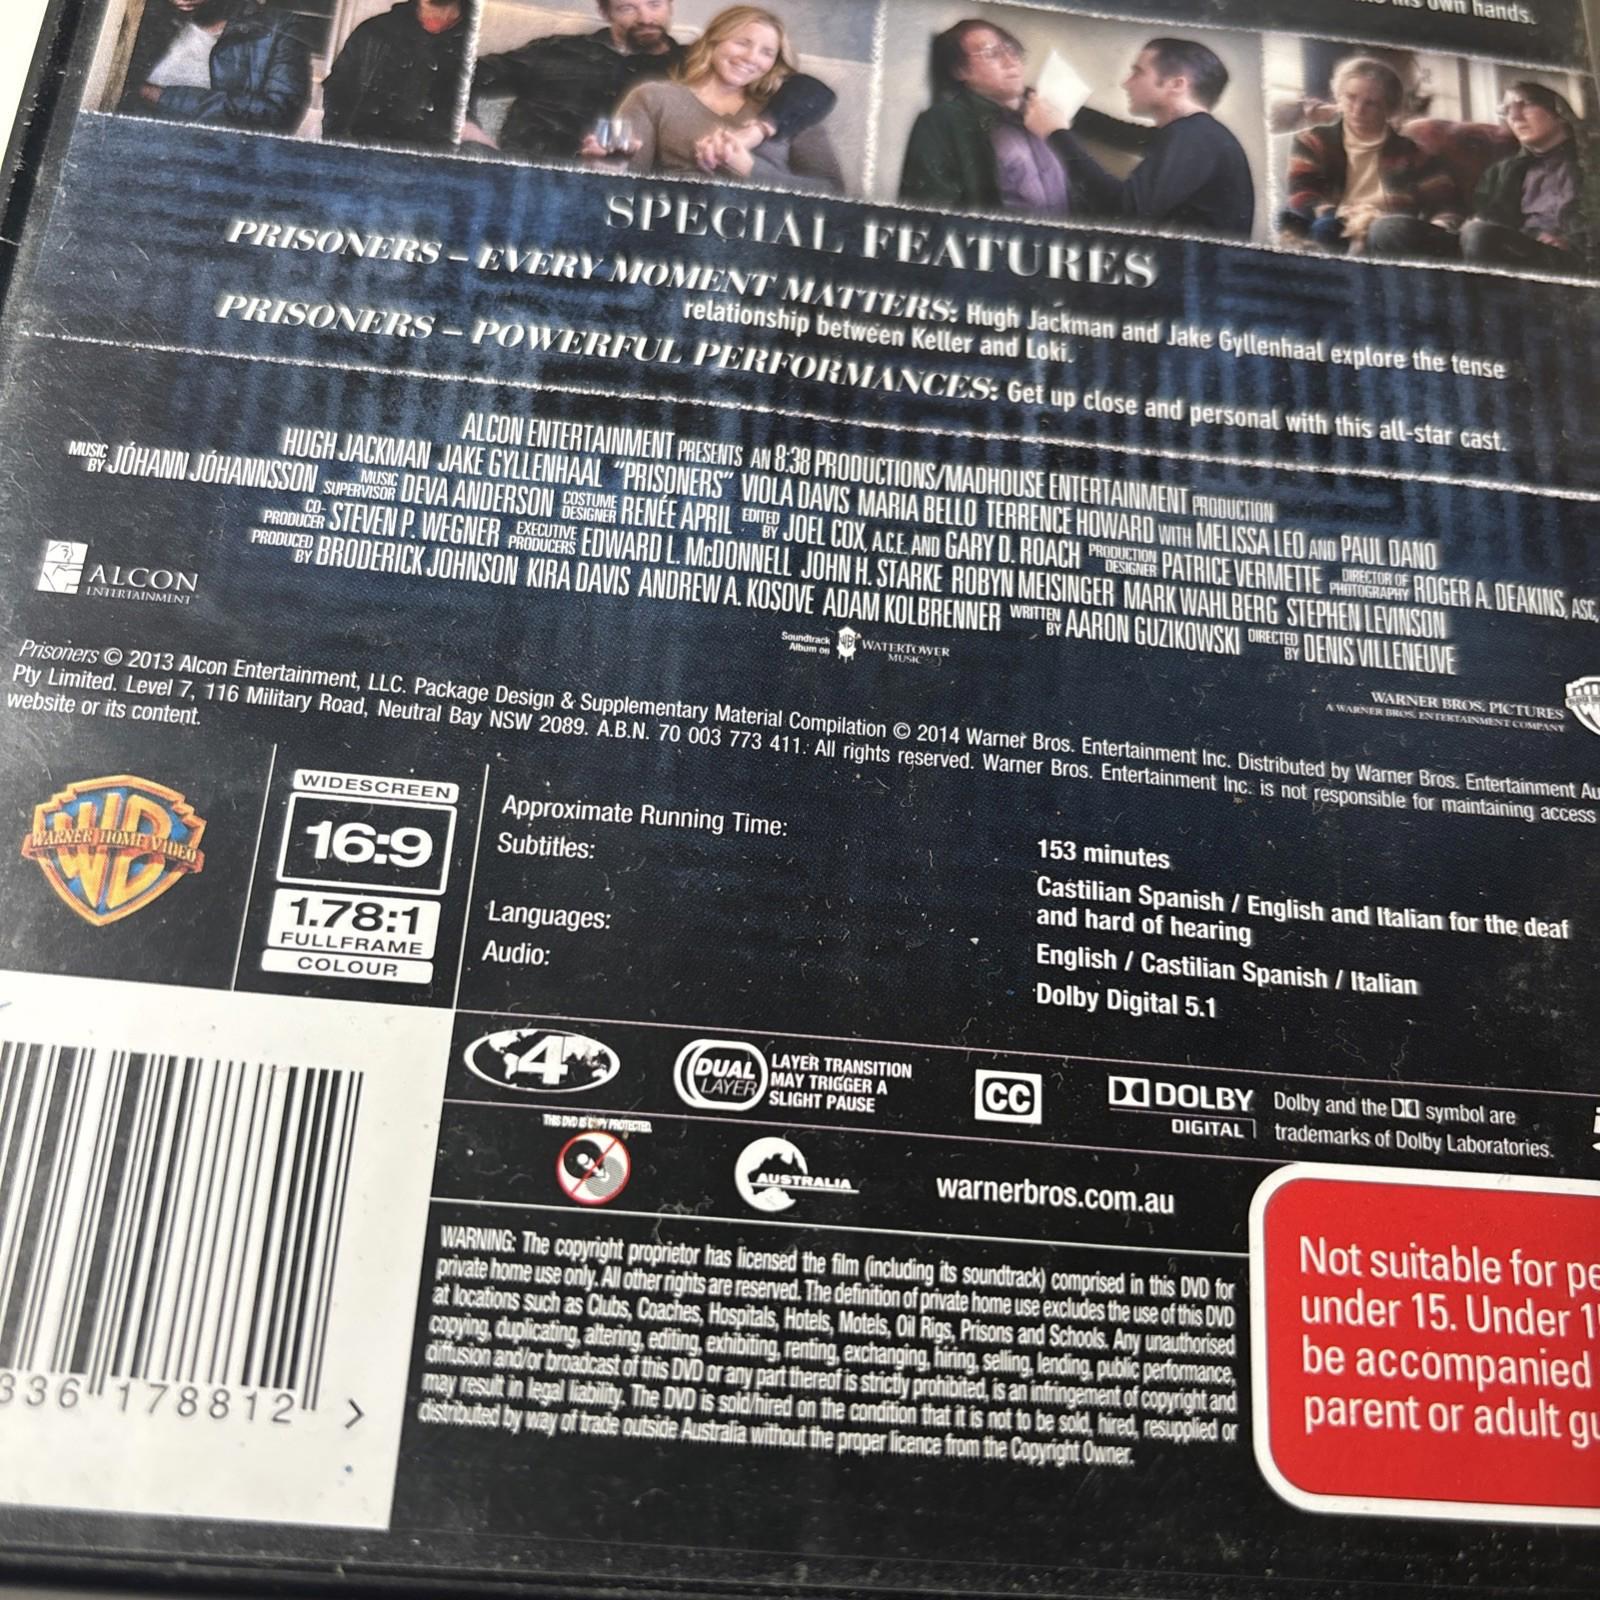 his own hands.
SPECIAL FEATURES
PRISONERS – EVERY MOMENT MATTERS: Hugh Jackman and Jake Gyllenhaal explore the tense
relationship between Keller and Loki.
PRISONERS – POWERFUL PERFORMANCES: Get up close and personal with this all-star cast.
ALCON ENTERTAINMENT PRESENTS AN 8:38 PRODUCTIONS/MADHOUSE ENTERTAINMENT PRODUCTION
HUGH JACKMAN JAKE GYLLENHAAL "PRISONERS" VIOLA DAVIS MARIA BELLO TERRENCE HOWARD WITH MELISSA LEO AND PAUL DANO
MUSIC BY JÓHANN JÓHANNSSON MUSIC SUPERVISOR DEVA ANDERSON COSTUME DESIGNER RENÉE APRIL EDITED BY JOEL COX, A.C.E. AND GARY D. ROACH PRODUCTION DESIGNER PATRICE VERMETTE DIRECTOR OF PHOTOGRAPHY ROGER A. DEAKINS, ASC,
CO-PRODUCER STEVEN P. WEGNER EXECUTIVE PRODUCERS EDWARD L. McDONNELL JOHN H. STARKE ROBYN MEISINGER MARK WAHLBERG STEPHEN LEVINSON
PRODUCED BY BRODERICK JOHNSON KIRA DAVIS ANDREW A. KOSOVE ADAM KOLBRENNER WRITTEN BY AARON GUZIKOWSKI DIRECTED BY DENIS VILLENEUVE
ALCON
ENTERTAINMENT
Soundtrack
Album on
WATERTOWER
MUSIC
WARNER BROS. PICTURES
A WARNER BROS. ENTERTAINMENT COMPANY
Prisoners © 2013 Alcon Entertainment, LLC. Package Design & Supplementary Material Compilation © 2014 Warner Bros. Entertainment Inc. Distributed by Warner Bros. Entertainment Au
Pty Limited. Level 7, 116 Military Road, Neutral Bay NSW 2089. A.B.N. 70 003 773 411. All rights reserved. Warner Bros. Entertainment Inc. is not responsible for maintaining access
website or its content.
WARNER HOME VIDEO
WIDESCREEN
16:9
1.78:1
FULLFRAME
COLOUR
Approximate Running Time: 153 minutes
Subtitles: Castilian Spanish / English and Italian for the deaf
and hard of hearing
Languages: English / Castilian Spanish / Italian
Audio: Dolby Digital 5.1
4
DUAL
LAYER
LAYER TRANSITION
MAY TRIGGER A
SLIGHT PAUSE
CC
DOLBY
DIGITAL
Dolby and the DD symbol are
trademarks of Dolby Laboratories.
THIS DVD IS COPY PROTECTED.
AUSTRALIA
warnerbros.com.au
WARNING: The copyright proprietor has licensed the film (including its soundtrack) comprised in this DVD for
private home use only. All other rights are reserved. The definition of private home use excludes the use of this DVD
at locations such as Clubs, Coaches, Hospitals, Hotels, Motels, Oil Rigs, Prisons and Schools. Any unauthorised
copying, duplicating, altering, editing, exhibiting, renting, exchanging, hiring, selling, lending, public performance,
diffusion and/or broadcast of this DVD or any part thereof is strictly prohibited, is an infringement of copyright and
may result in legal liability. The DVD is sold/hired on the condition that it is not to be sold, hired, resupplied or
distributed by way of trade outside Australia without the proper licence from the Copyright Owner.
336 178812 >
Not suitable for pe
under 15. Under 1
be accompanied
parent or adult gu